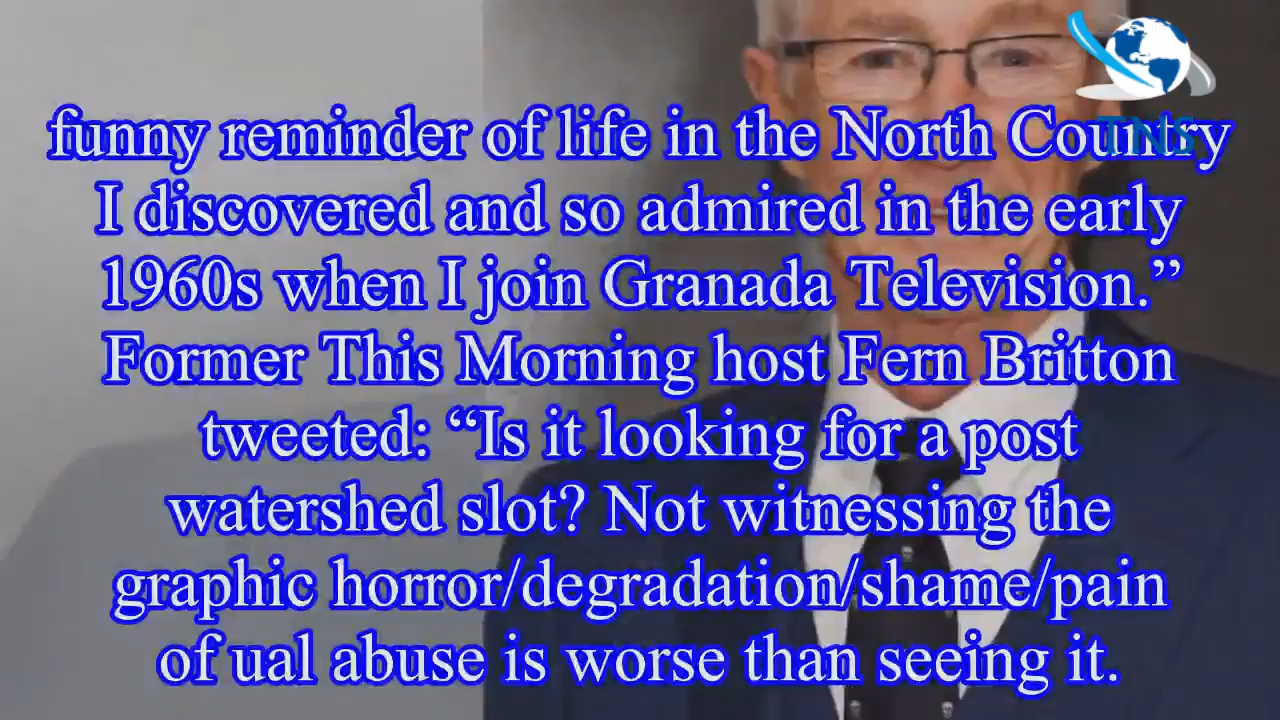 TNS
funny reminder of life in the North Country
I discovered and so admired in the early
1960s when I join Granada Television.”
Former This Morning host Fern Britton
tweeted: “Is it looking for a post
watershed slot? Not witnessing the
graphic horror/degradation/shame/pain
of ual abuse is worse than seeing it.